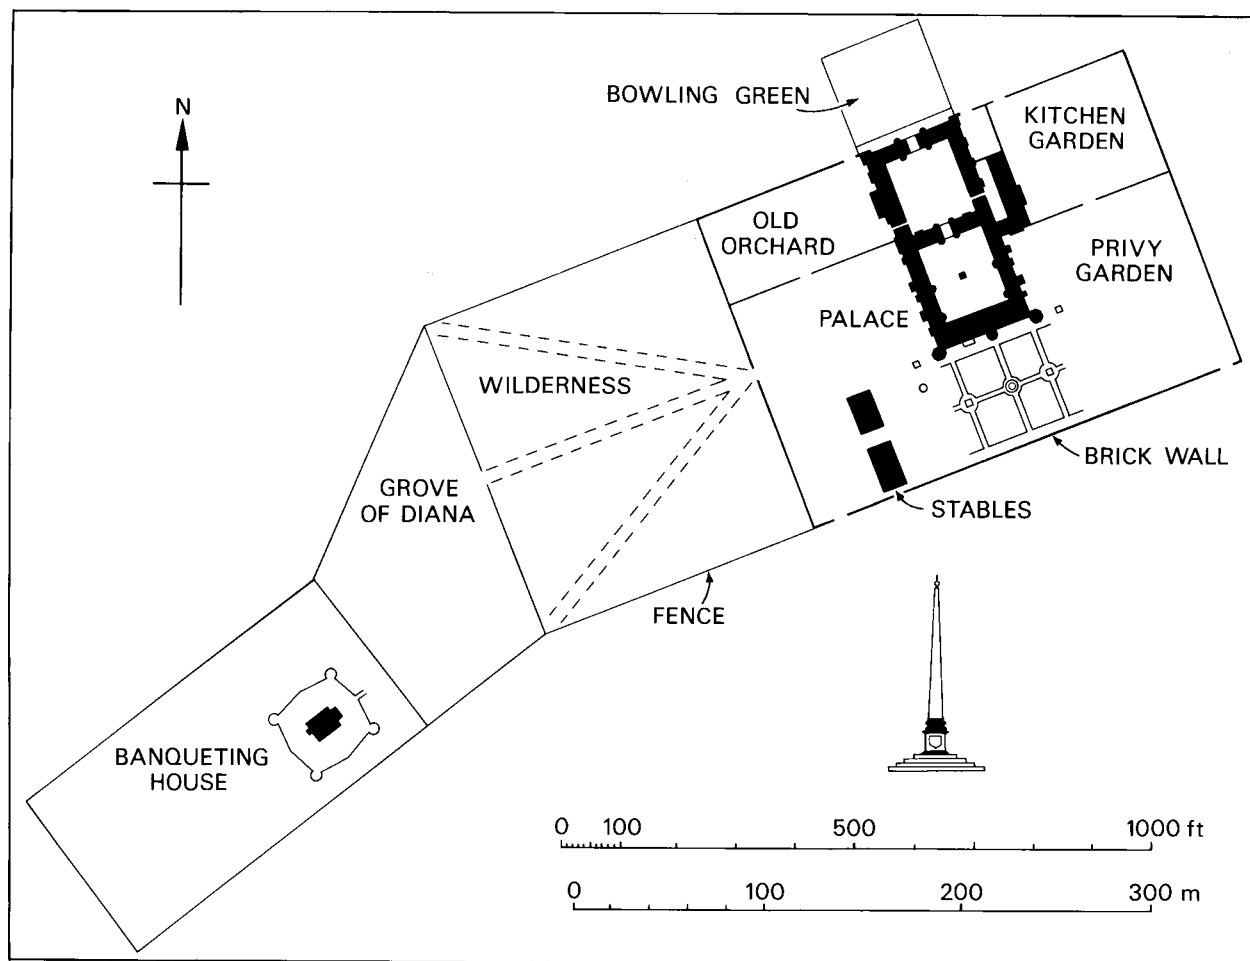 N
BOWLING GREEN
KITCHEN
GARDEN
OLD
ORCHARD
PRIVY
GARDEN
PALACE
WILDERNESS
GROVE
OF DIANA
BRICK WALL
STABLES
FENCE
BANQUETING
HOUSE
0 100 500 1000 ft
0 100 200 300 m